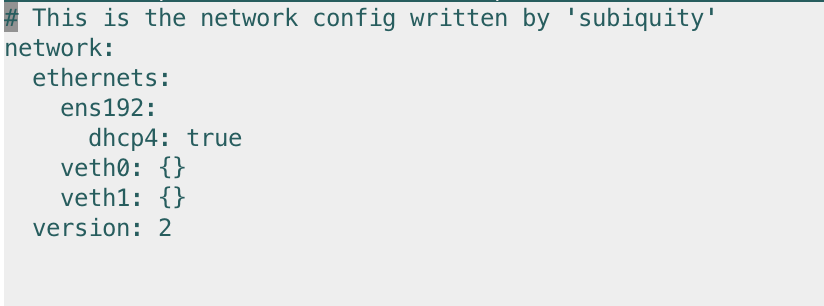 # This is the network config written by 'subiquity'
network:
  ethernets:
    ens192:
      dhcp4: true
    veth0: {}
    veth1: {}
  version: 2